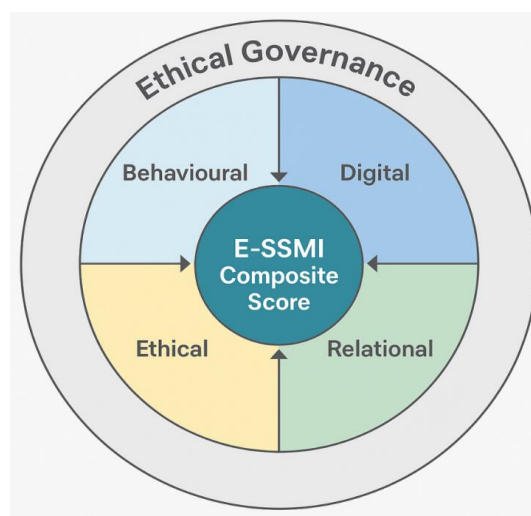 Ethical Governance
Behavioural
Digital
E-SSMI
Composite
Score
Ethical
Relational